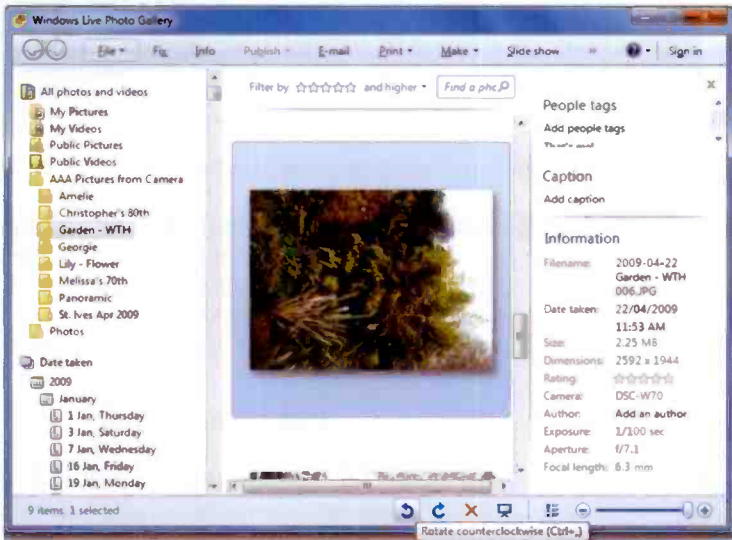 Windows Live Photo Gallery
File Fix Info Publish E-mail Print Make Slide show » Sign in
All photos and videos
My Pictures
My Videos
Public Pictures
Public Videos
AAA Pictures from Camera
Amelie
Christopher's 80th
Garden - WTH
Georgie
Lily - Flower
Melissa's 70th
Panoramic
St. Ives Apr 2009
Photos
Date taken
2009
January
1 Jan, Thursday
3 Jan, Saturday
7 Jan, Wednesday
16 Jan, Friday
19 Jan, Monday
Filter by and higher Find a pho
People tags
Add people tags
Caption
Add caption
Information
Filename: 2009-04-22
Garden - WTH
006.JPG
Date taken: 22/04/2009
11:53 AM
Size: 2.25 MB
Dimensions: 2592 x 1944
Rating:
Camera: DSC-W70
Author: Add an author
Exposure: 1/100 sec
Aperture: f/7.1
Focal length: 6.3 mm
9 items, 1 selected
Rotate counterclockwise (Ctrl+,)